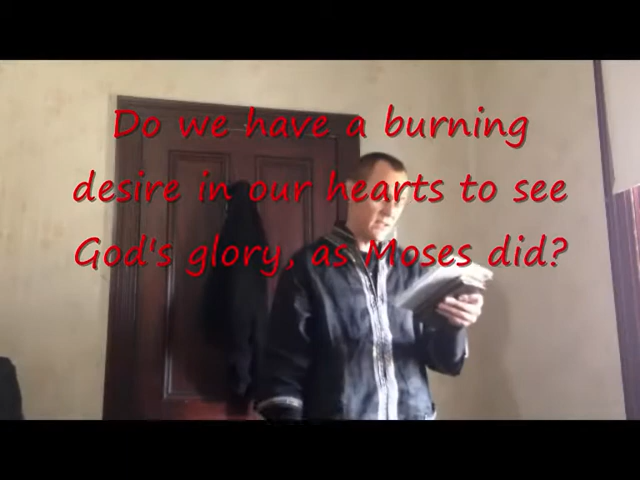 Do we have a burning
desire in our hearts to see
God's glory, as Moses did?